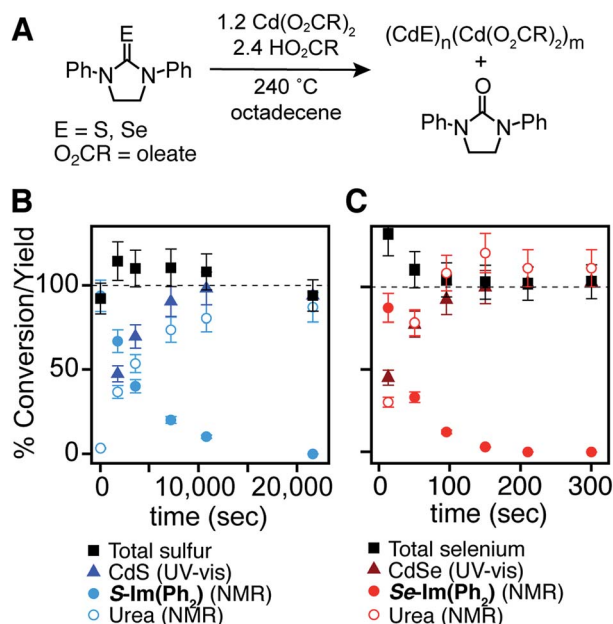 A
E
Ph N N Ph
E = S, Se
O₂CR = oleate
1.2 Cd(O₂CR)₂
2.4 HO₂CR
240 ˚C
octadecene
(CdE)ₙ(Cd(O₂CR)₂)ₘ
+
O
Ph N N Ph
B
% Conversion/Yield
100
50
0
0 10,000 20,000
time (sec)
Total sulfur
CdS (UV-vis)
S-Im(Ph₂) (NMR)
Urea (NMR)
C
0 100 200 300
time (sec)
Total selenium
CdSe (UV-vis)
Se-Im(Ph₂) (NMR)
Urea (NMR)